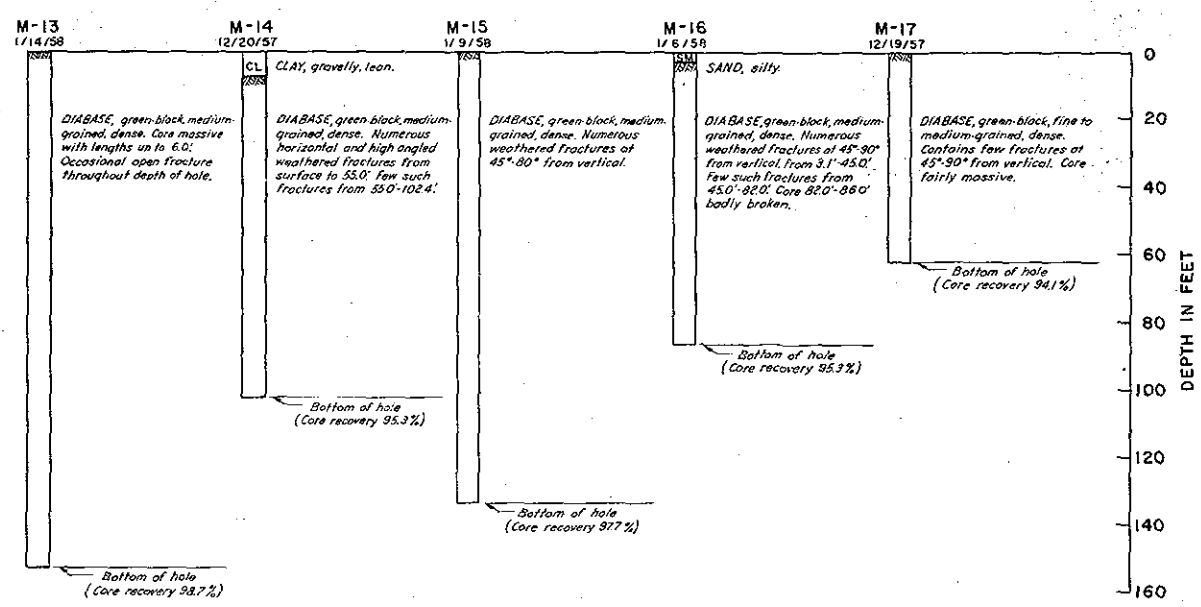 M-13
1/14/58
DIABASE, green-black, medium-
grained, dense. Core massive
with lengths up to 6.0'.
Occasional open fracture
throughout depth of hole.
Bottom of hole
(Core recovery 98.7%)
M-14
12/20/57
CL
CLAY, gravelly, lean.
DIABASE, green-black, medium-
grained, dense. Numerous
horizontal and high angled
weathered fractures from
surface to 55.0'. Few such
fractures from 55.0'-102.4'.
Bottom of hole
(Core recovery 95.3%)
M-15
1/9/58
DIABASE, green-black, medium-
grained, dense. Numerous
weathered fractures at
45°-80° from vertical.
Bottom of hole
(Core recovery 97.7%)
M-16
1/6/58
SM
SAND, silty.
DIABASE, green-black, medium-
grained, dense. Numerous
weathered fractures at 45°-90°
from vertical, from 3.1'-45.0'.
Few such fractures from
45.0'-82.0'. Core 82.0'-86.0'
badly broken.
Bottom of hole
(Core recovery 95.3%)
M-17
12/19/57
DIABASE, green-black, fine to
medium-grained, dense.
Contains few fractures at
45°-90° from vertical. Core
fairly massive.
Bottom of hole
(Core recovery 94.1%)
0
20
40
60
80
100
120
140
160
DEPTH IN FEET